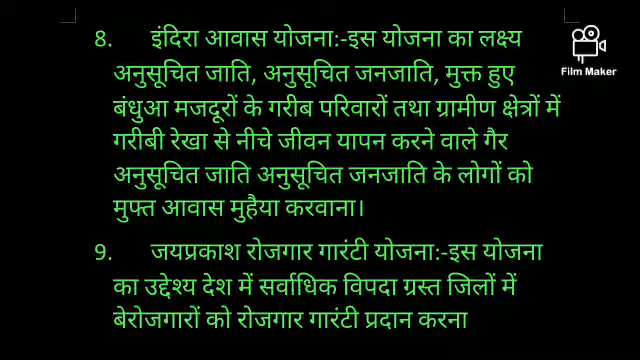 8. इंदिरा आवास योजना:-इस योजना का लक्ष्य
अनुसूचित जाति, अनुसूचित जनजाति, मुक्त हुए
बंधुआ मजदूरों के गरीब परिवारों तथा ग्रामीण क्षेत्रों में
गरीबी रेखा से नीचे जीवन यापन करने वाले गैर
अनुसूचित जाति अनुसूचित जनजाति के लोगों को
मुफ्त आवास मुहैया करवाना।
9. जयप्रकाश रोजगार गारंटी योजना:-इस योजना
का उद्देश्य देश में सर्वाधिक विपदा ग्रस्त जिलों में
बेरोजगारों को रोजगार गारंटी प्रदान करना
Film Maker